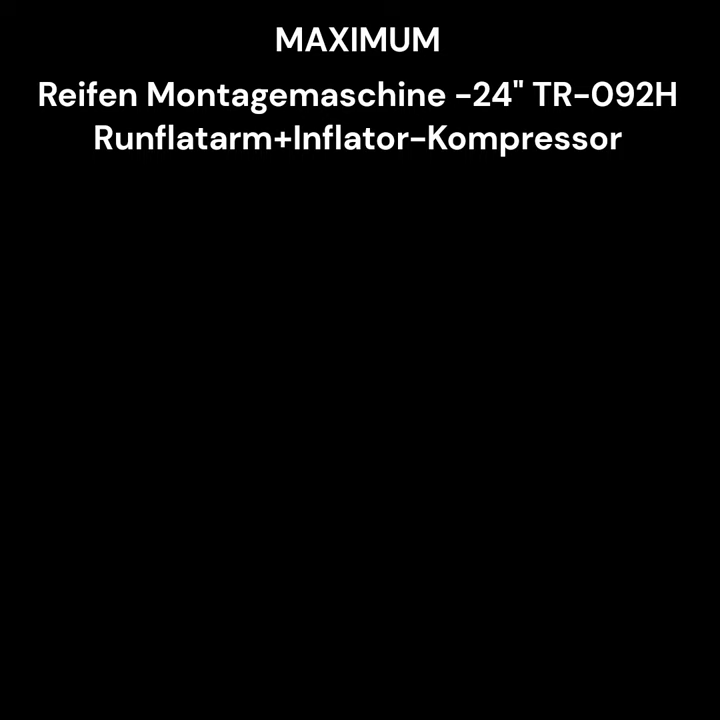 MAXIMUM
Reifen Montagemaschine -24" TR-092H
Runflatarm+Inflator-Kompressor